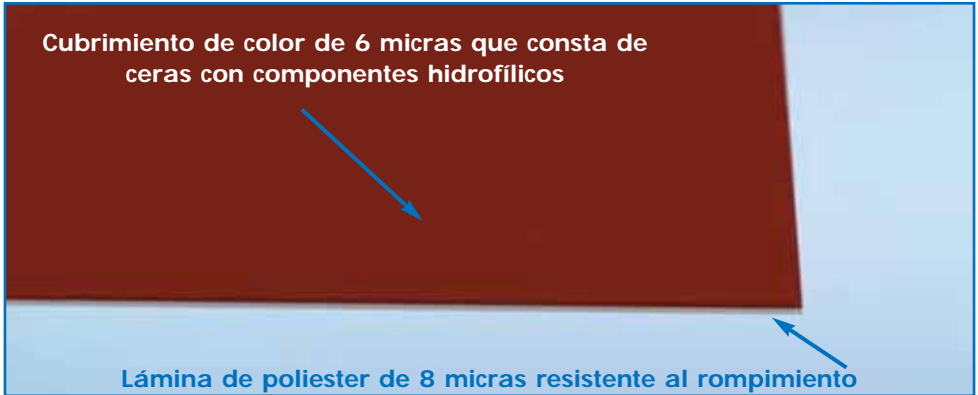 Cubrimiento de color de 6 micras que consta de
ceras con componentes hidrofílicos
Lámina de poliester de 8 micras resistente al rompimiento